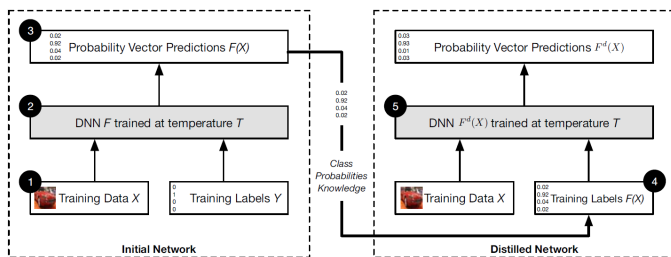 3
0.02
0.92
0.04
0.02
Probability Vector Predictions F(X)
2
DNN F trained at temperature T
1
Training Data X
0
1
0
0
Training Labels Y
Initial Network
0.02
0.92
0.04
0.02
Class
Probabilities
Knowledge
0.03
0.93
0.01
0.03
Probability Vector Predictions F^d(X)
5
DNN F^d(X) trained at temperature T
Training Data X
4
0.02
0.92
0.04
0.02
Training Labels F(X)
Distilled Network